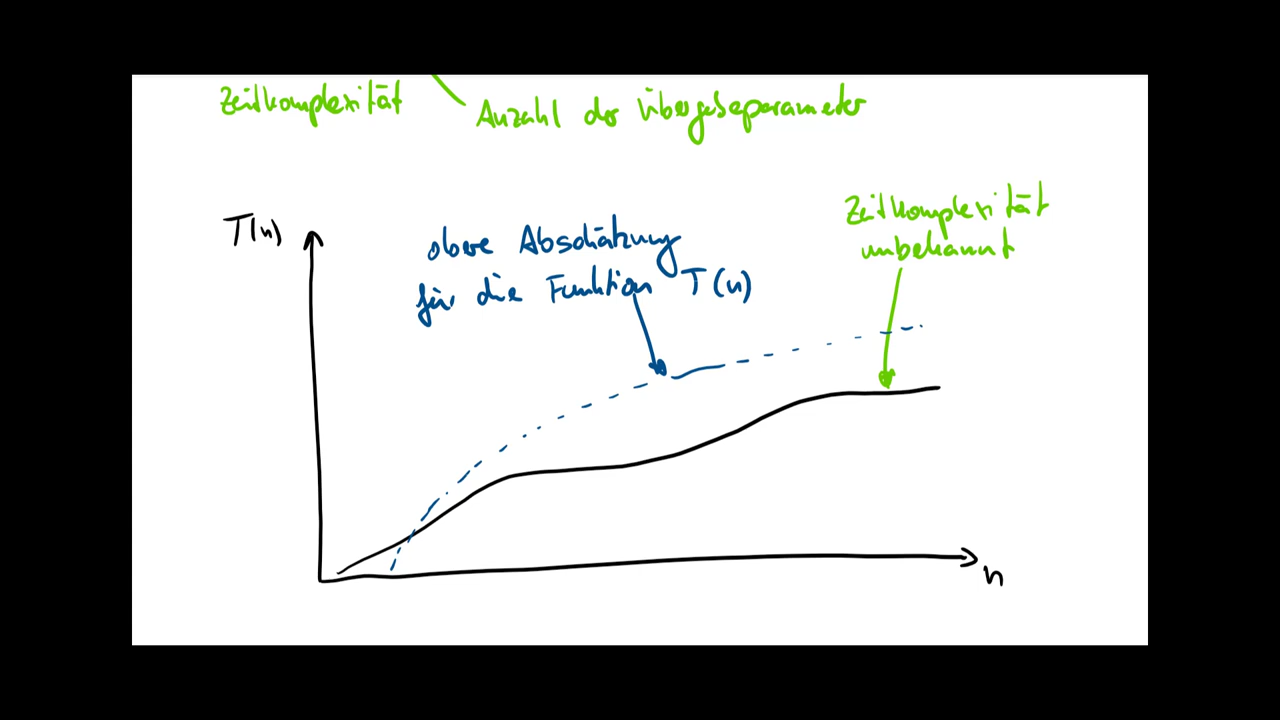 Zeitkomplexität
Anzahl der Übergabeparameter
T(n)
obere Abschätzung
für die Funktion T(n)
Zeitkomplexität
unbekannt
n